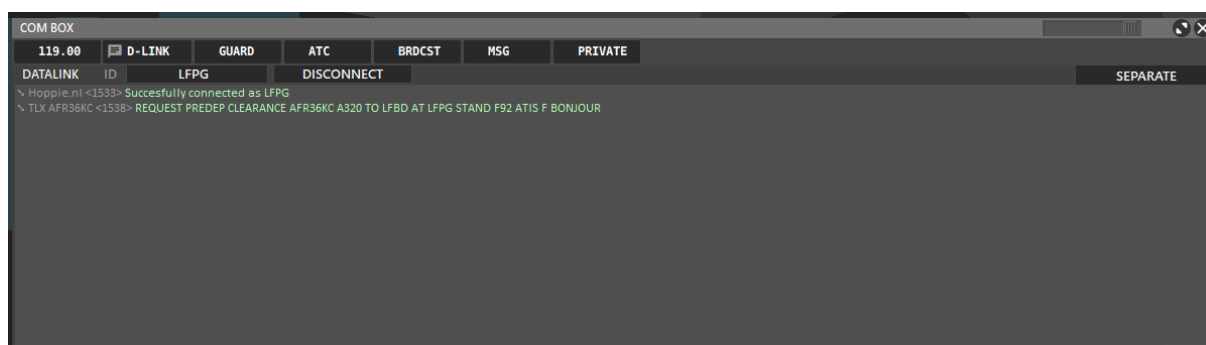 COM BOX
119.00 D-LINK GUARD ATC BRDCST MSG PRIVATE
DATALINK ID LFPG DISCONNECT SEPARATE
Hoppie.nl <1533> Succesfully connected as LFPG
TLX AFR36KC <1538> REQUEST PREDEP CLEARANCE AFR36KC A320 TO LFBD AT LFPG STAND F92 ATIS F BONJOUR